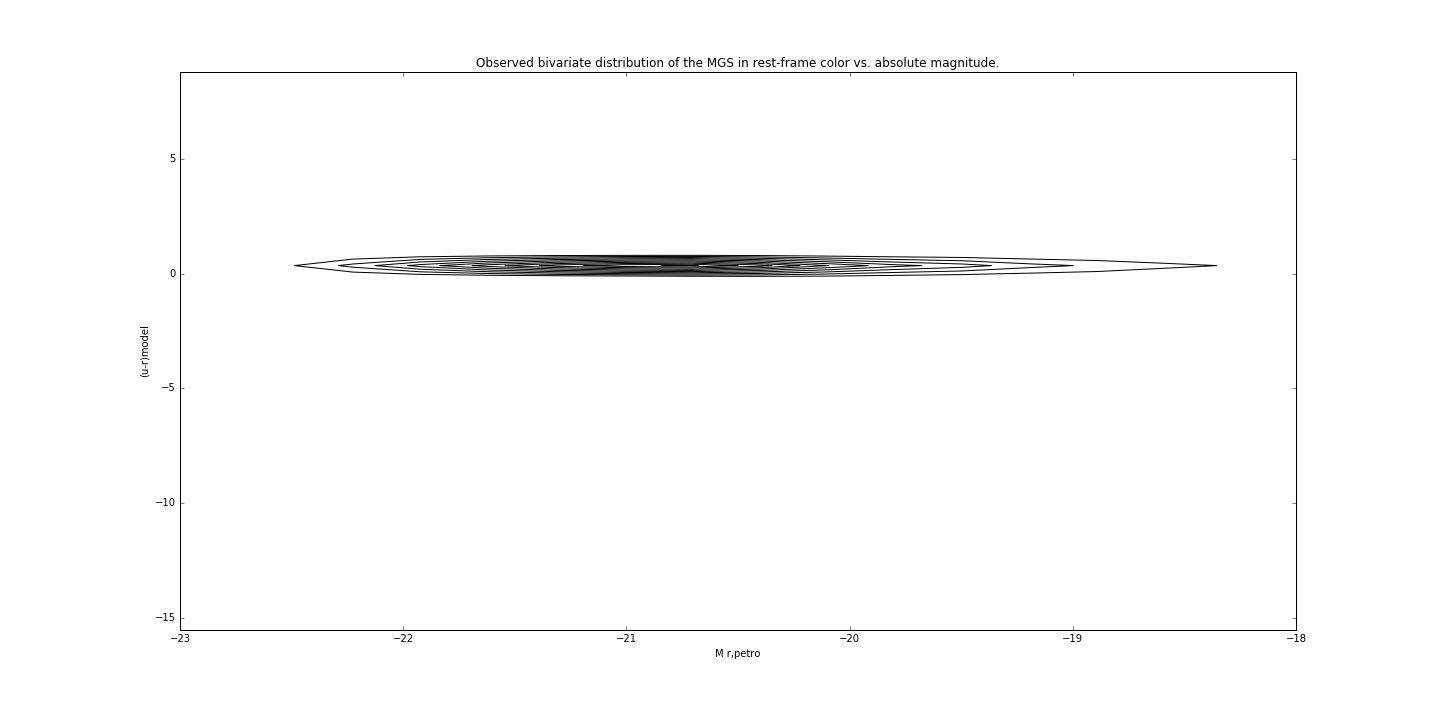 Observed bivariate distribution of the MGS in rest-frame color vs. absolute magnitude.
5
0
−5
−10
−15
(u-r)model
−23 −22 −21 −20 −19 −18
M r,petro